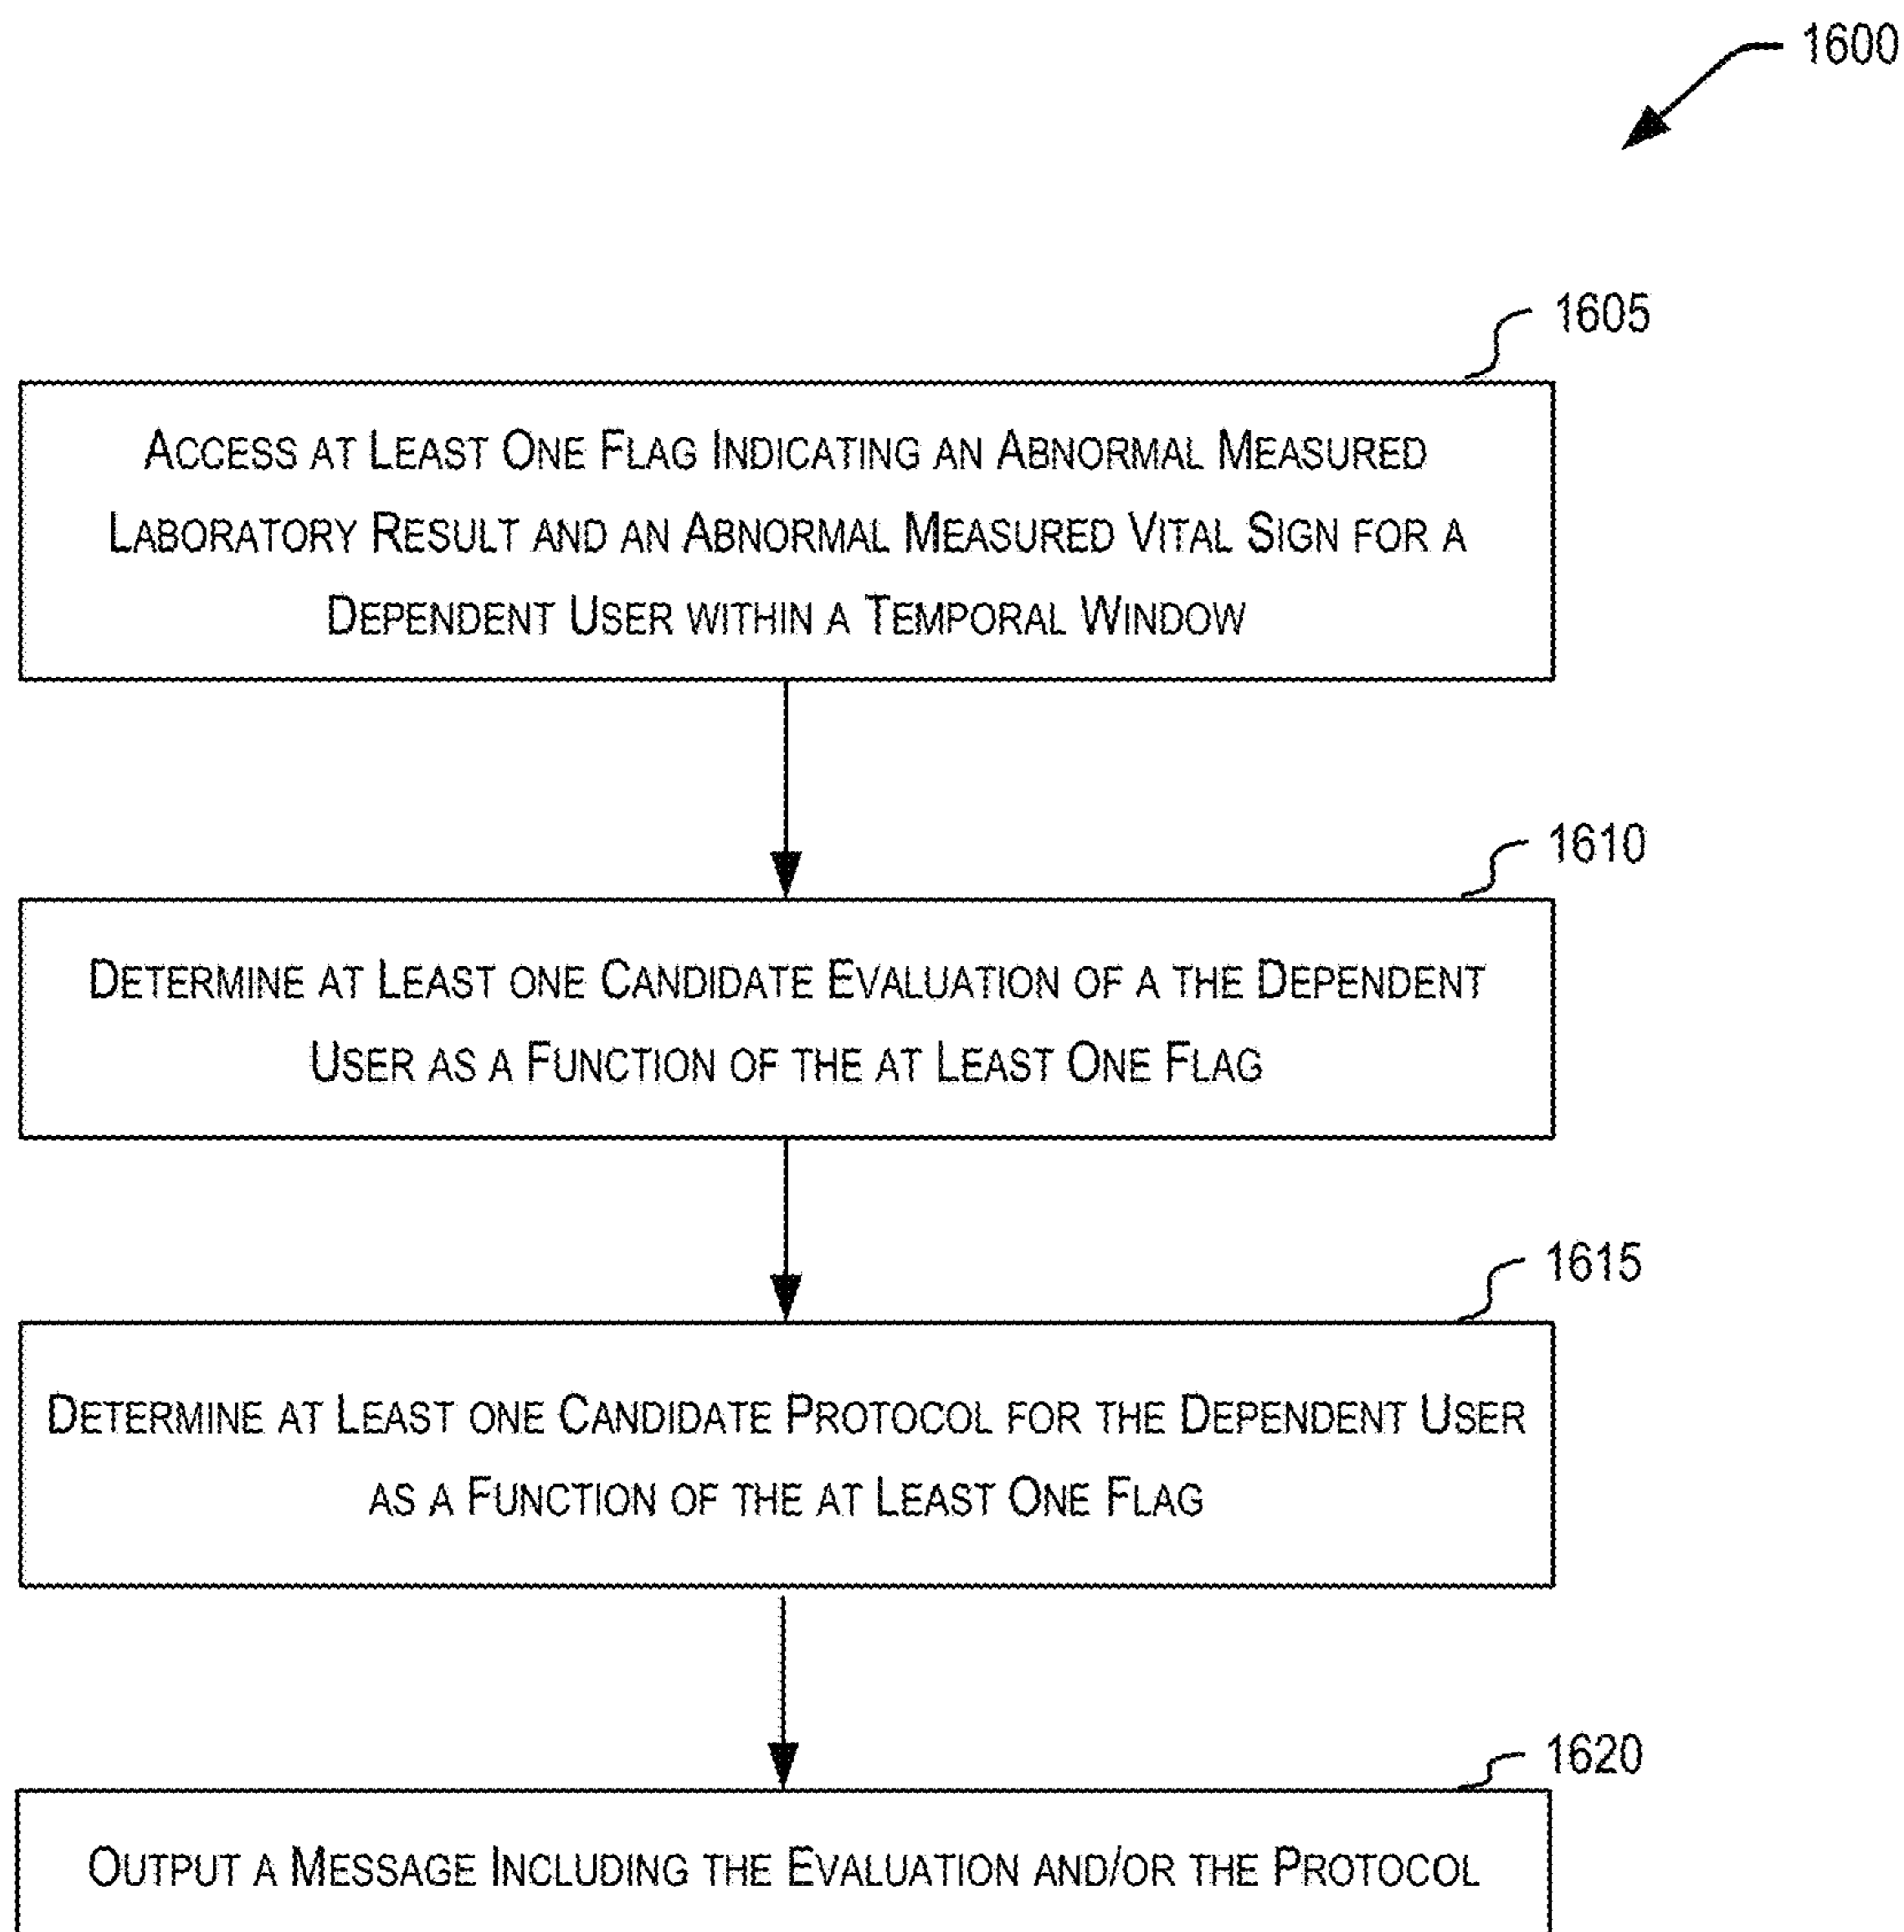 1600
1605
ACCESS AT LEAST ONE FLAG INDICATING AN ABNORMAL MEASURED
LABORATORY RESULT AND AN ABNORMAL MEASURED VITAL SIGN FOR A
DEPENDENT USER WITHIN A TEMPORAL WINDOW
1610
DETERMINE AT LEAST ONE CANDIDATE EVALUATION OF A THE DEPENDENT
USER AS A FUNCTION OF THE AT LEAST ONE FLAG
1615
DETERMINE AT LEAST ONE CANDIDATE PROTOCOL FOR THE DEPENDENT USER
AS A FUNCTION OF THE AT LEAST ONE FLAG
1620
OUTPUT A MESSAGE INCLUDING THE EVALUATION AND/OR THE PROTOCOL